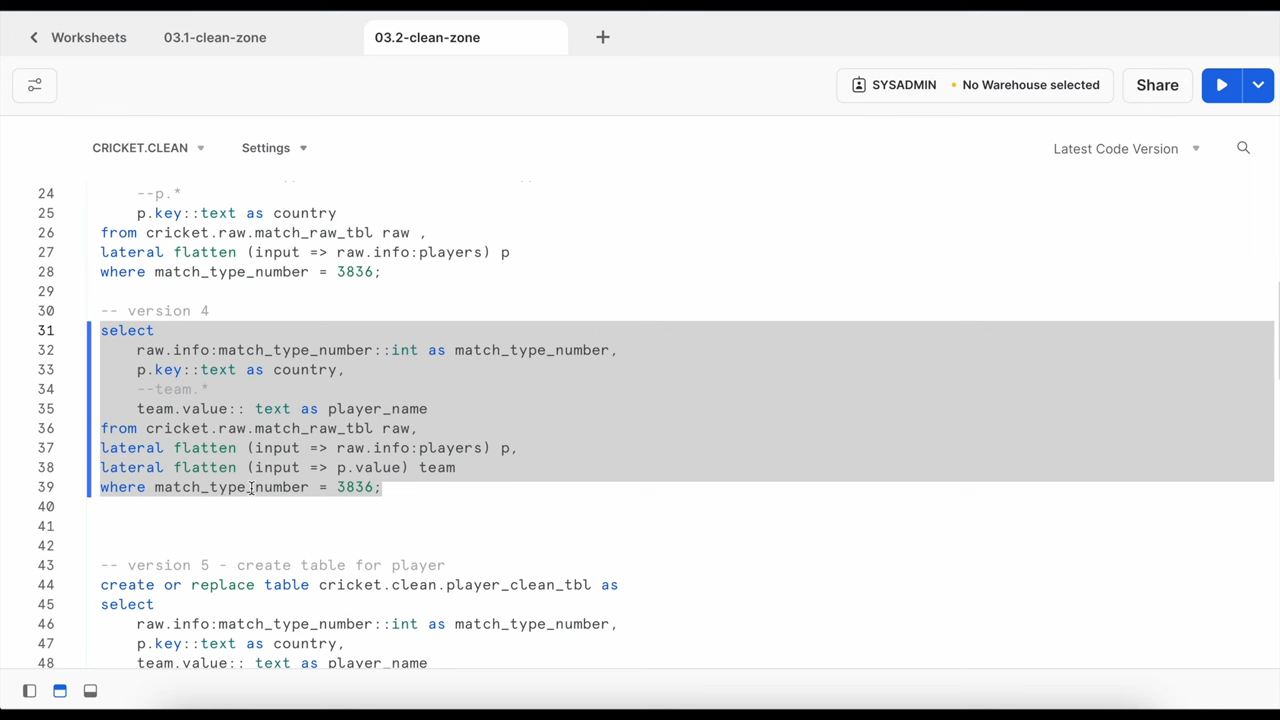 Worksheets 03.1-clean-zone 03.2-clean-zone +
SYSADMIN • No Warehouse selected Share
CRICKET.CLEAN Settings Latest Code Version
24 --p.*
25 p.key::text as country
26 from cricket.raw.match_raw_tbl raw ,
27 lateral flatten (input => raw.info:players) p
28 where match_type_number = 3836;
29
30 -- version 4
31 select
32 raw.info:match_type_number::int as match_type_number,
33 p.key::text as country,
34 --team.*
35 team.value:: text as player_name
36 from cricket.raw.match_raw_tbl raw,
37 lateral flatten (input => raw.info:players) p,
38 lateral flatten (input => p.value) team
39 where match_type_number = 3836;
40
41
42
43 -- version 5 - create table for player
44 create or replace table cricket.clean.player_clean_tbl as
45 select
46 raw.info:match_type_number::int as match_type_number,
47 p.key::text as country,
48 team.value:: text as player_name